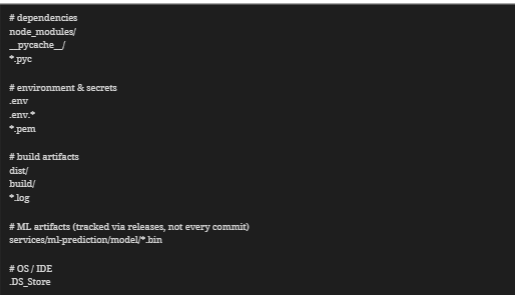 # dependencies
node_modules/
__pycache__/
*.pyc
# environment & secrets
.env
.env.*
*.pem
# build artifacts
dist/
build/
*.log
# ML artifacts (tracked via releases, not every commit)
services/ml-prediction/model/*.bin
# OS / IDE
.DS_Store